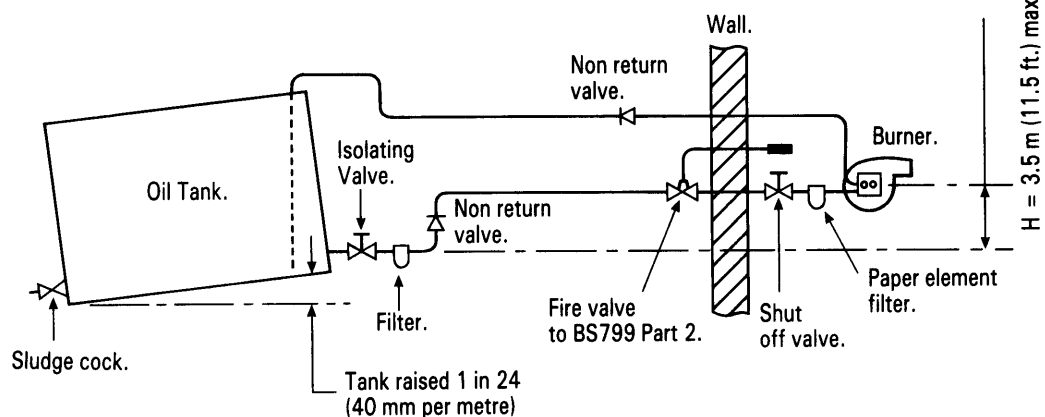 Wall.
Non return
valve.
H = 3.5 m (11.5 ft.) max
Burner.
Isolating
Valve.
Oil Tank.
Non return
valve.
Paper element
filter.
Fire valve
to BS799 Part 2.
Shut
off valve.
Filter.
Sludge cock.
Tank raised 1 in 24
(40 mm per metre)